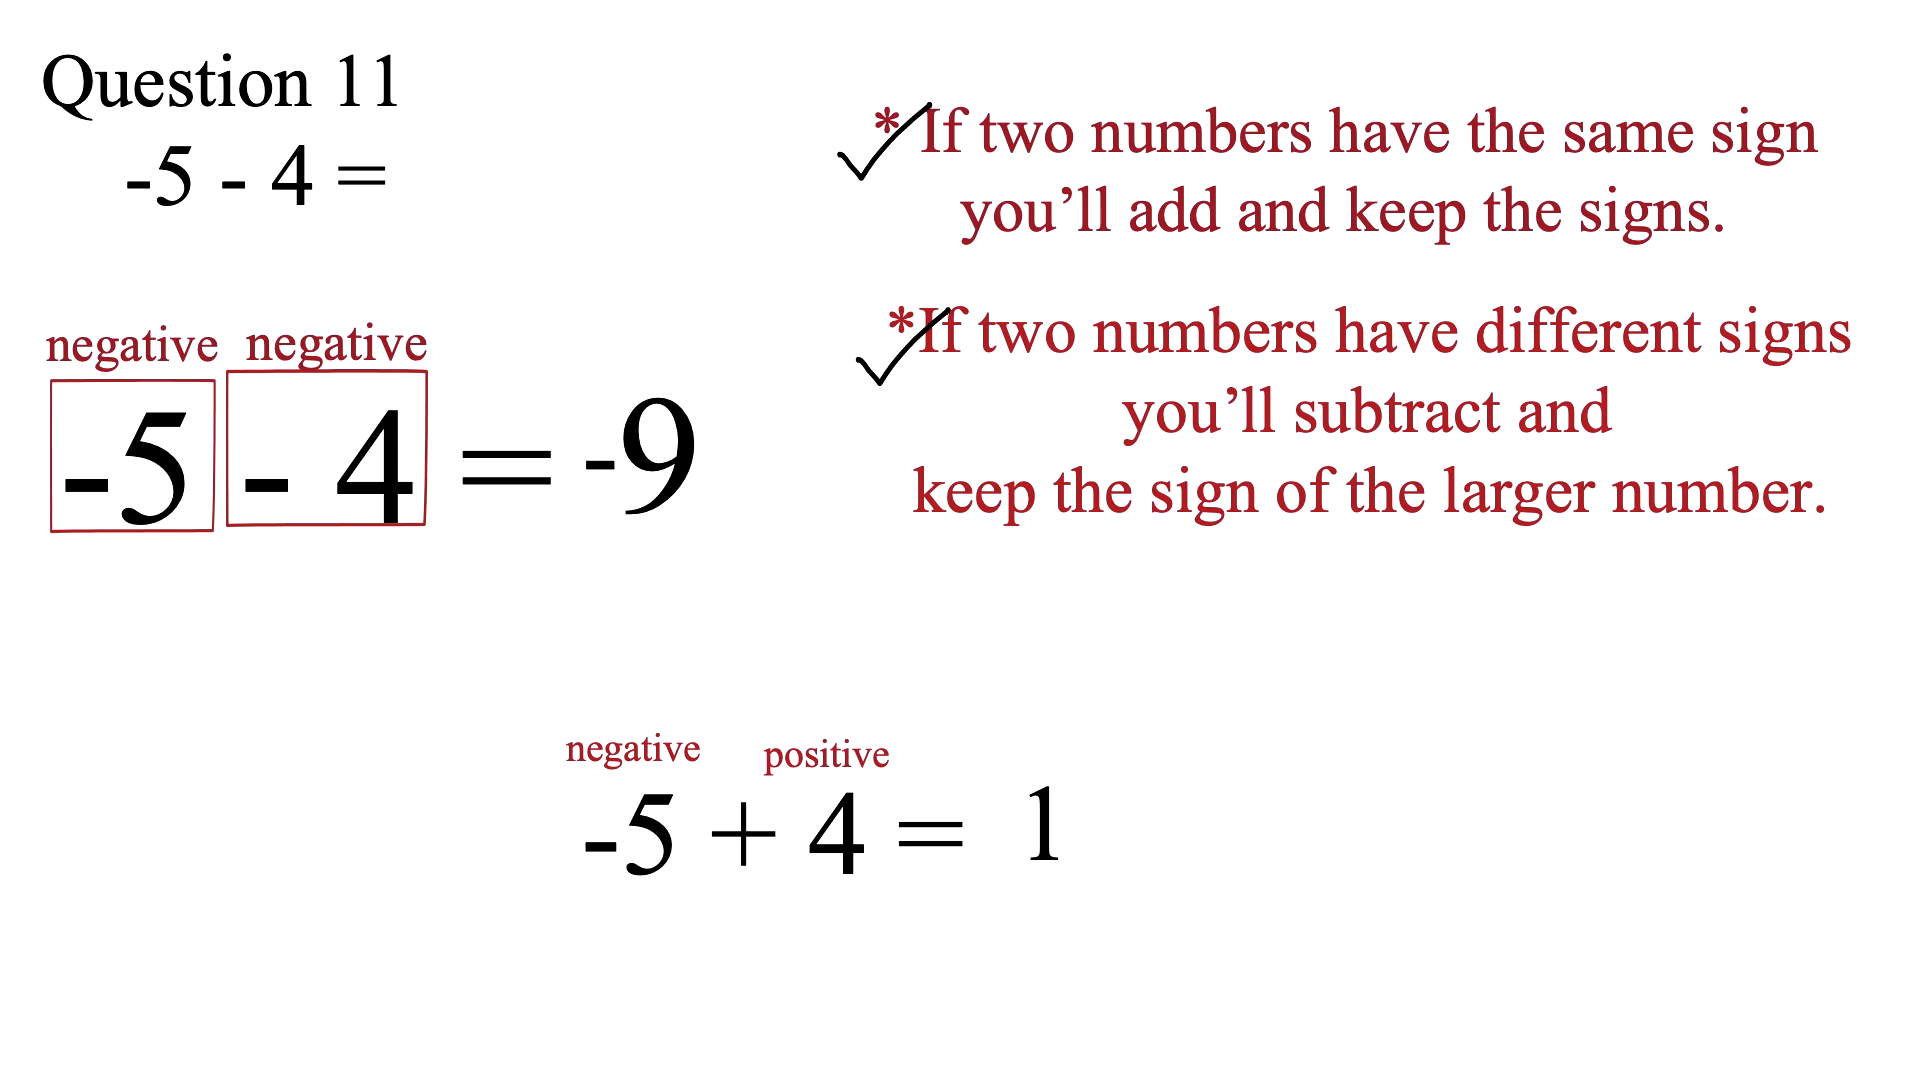 Question 11
-5 - 4 =
* If two numbers have the same sign
you’ll add and keep the signs.
*If two numbers have different signs
you’ll subtract and
keep the sign of the larger number.
negative negative
-5 - 4 = -9
negative positive
-5 + 4 = 1